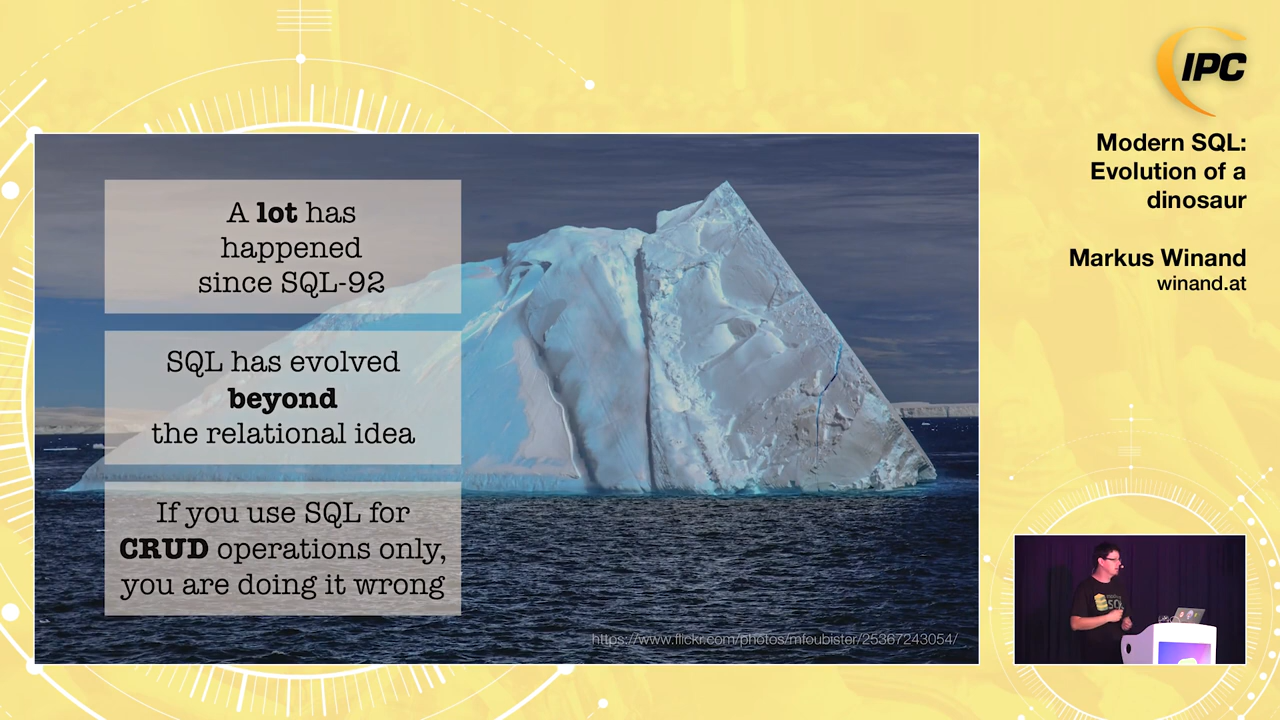 IPC
Modern SQL:
Evolution of a
dinosaur
Markus Winand
winand.at
A lot has
happened
since SQL-92
SQL has evolved
beyond
the relational idea
If you use SQL for
CRUD operations only,
you are doing it wrong
https://www.flickr.com/photos/mfoubister/25367243054/
SQL